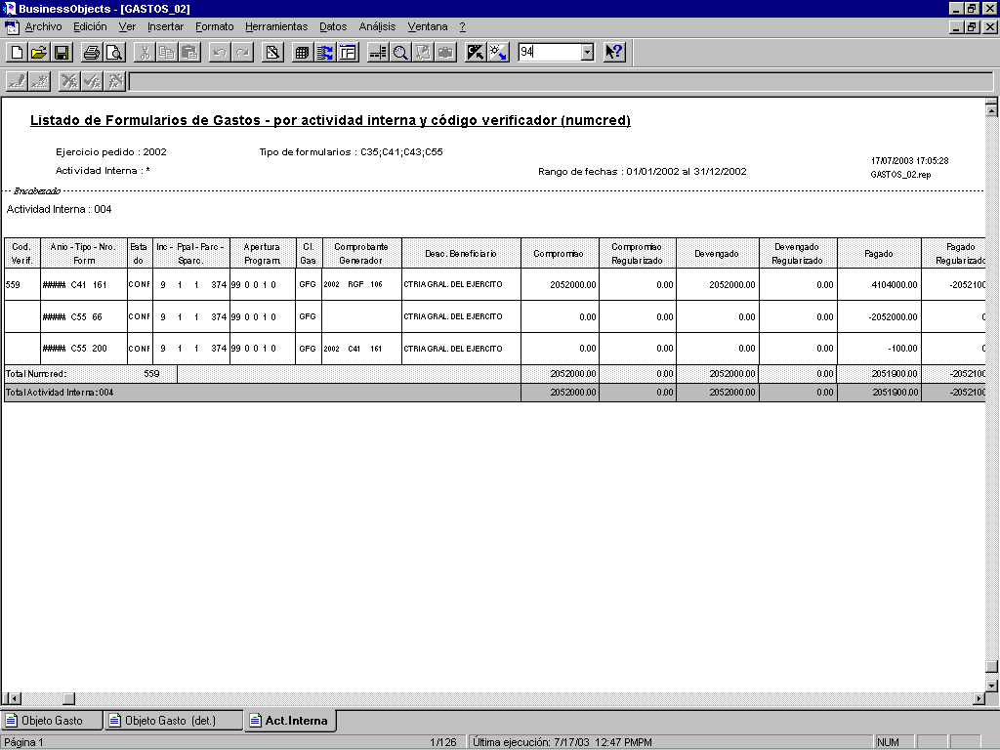 BusinessObjects - [GASTOS_02]
Archivo Edición Ver Insertar Formato Herramientas Datos Análisis Ventana ?
94
Listado de Formularios de Gastos - por actividad interna y código verificador (numcred)
Ejercicio pedido : 2002 Tipo de formularios : C35;C41;C43;C55
Actividad Interna : * Rango de fechas : 01/01/2002 al 31/12/2002
17/07/2003 17:05:28
GASTOS_02.rep
Encabezado
Actividad Interna : 004
Cod. Verif. Anio - Tipo - Nro. Form Esta do Inc - Ppal - Parc - Sparc. Apertura Program. Cl. Gas Comprobante Generador Desc. Beneficiario Compromiso Compromiso Regularizado Devengado Devengado Regularizado Pagado Pagado Regularizado
559 ##### C41 161 CONF 9 1 1 374 99 0 0 1 0 GFG 2002 RGF 106 CTRIA GRAL. DEL EJERCITO 2052000.00 0.00 2052000.00 0.00 4104000.00 -2052100
##### C55 66 CONF 9 1 1 374 99 0 0 1 0 GFG CTRIA GRAL. DEL EJERCITO 0.00 0.00 0.00 0.00 -2052000.00 0
##### C55 200 CONF 9 1 1 374 99 0 0 1 0 GFG 2002 C41 161 CTRIA GRAL. DEL EJERCITO 0.00 0.00 0.00 0.00 -100.00 0
Total Numcred: 559 2052000.00 0.00 2052000.00 0.00 2051900.00 -2052100
Total Actividad Interna: 004 2052000.00 0.00 2052000.00 0.00 2051900.00 -2052100
Objeto Gasto Objeto Gasto (det.) Act.Interna
Página 1 1/126 Última ejecución: 7/17/03 12:47 PMPM NUM